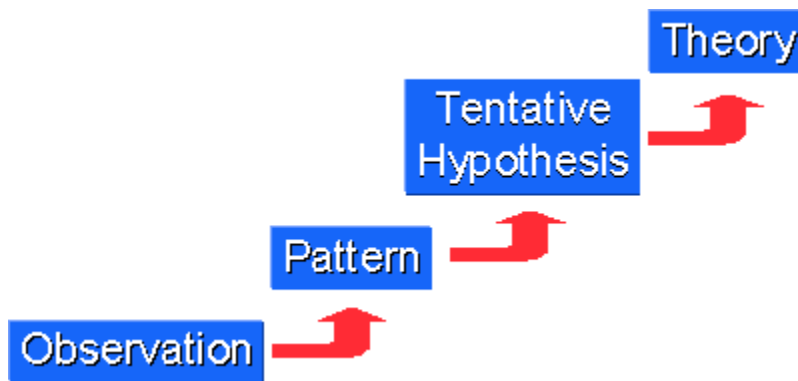 Theory
Tentative
Hypothesis
Pattern
Observation